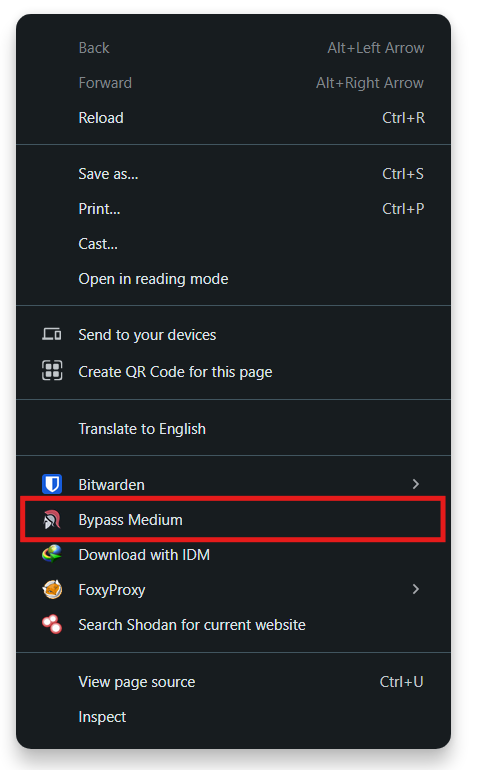 Back Alt+Left Arrow
Forward Alt+Right Arrow
Reload Ctrl+R
Save as... Ctrl+S
Print... Ctrl+P
Cast...
Open in reading mode
Send to your devices
Create QR Code for this page
Translate to English
Bitwarden
Bypass Medium
Download with IDM
FoxyProxy
Search Shodan for current website
View page source Ctrl+U
Inspect